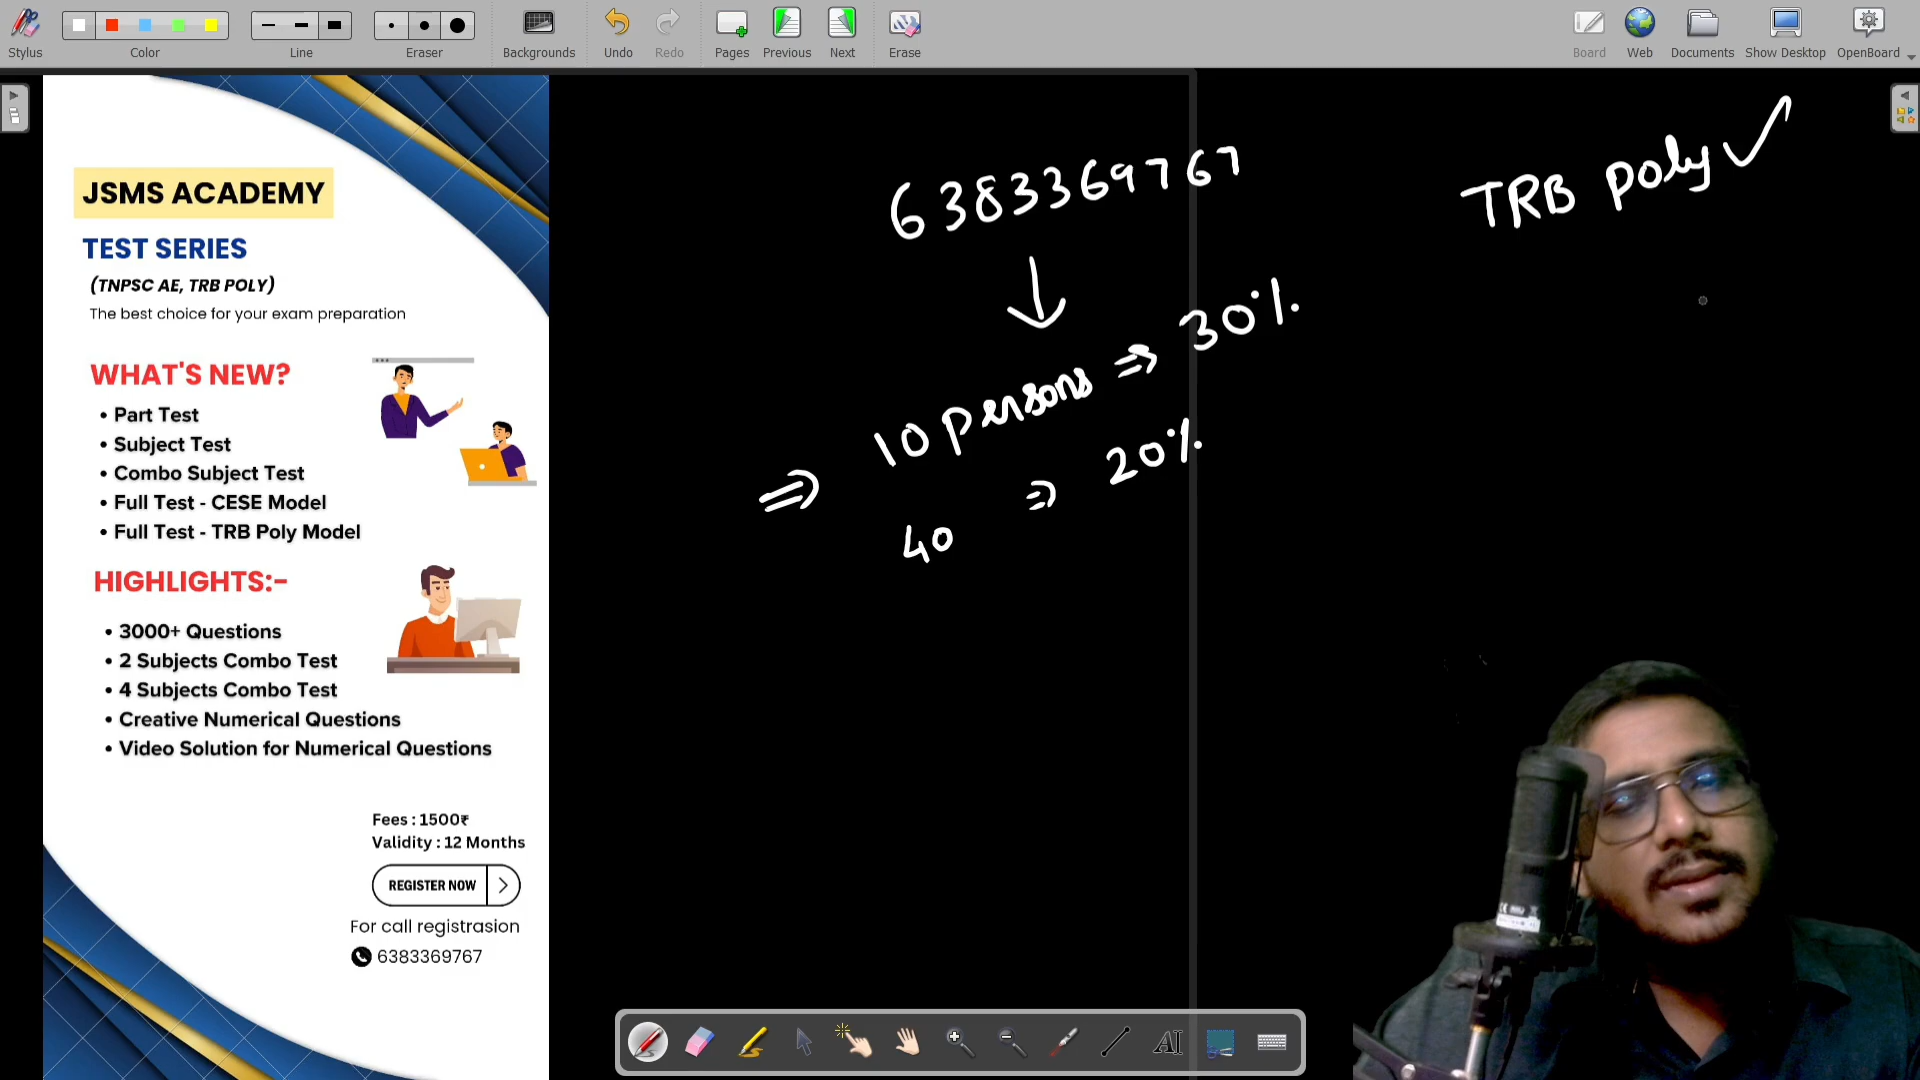 Stylus
Color
Line
Eraser
Backgrounds
Undo
Redo
Pages
Previous
Next
Erase
Board
Web
Documents
Show Desktop
OpenBoard
JSMS ACADEMY
TEST SERIES
(TNPSC AE, TRB POLY)
The best choice for your exam preparation
WHAT'S NEW?
• Part Test
• Subject Test
• Combo Subject Test
• Full Test - CESE Model
• Full Test - TRB Poly Model
HIGHLIGHTS:-
• 3000+ Questions
• 2 Subjects Combo Test
• 4 Subjects Combo Test
• Creative Numerical Questions
• Video Solution for Numerical Questions
Fees : 1500₹
Validity : 12 Months
REGISTER NOW
For call registrasion
6383369767
6383369767
10 persons ⇒ 30%
⇒
40 ⇒ 20%
TRB poly ✓
AI